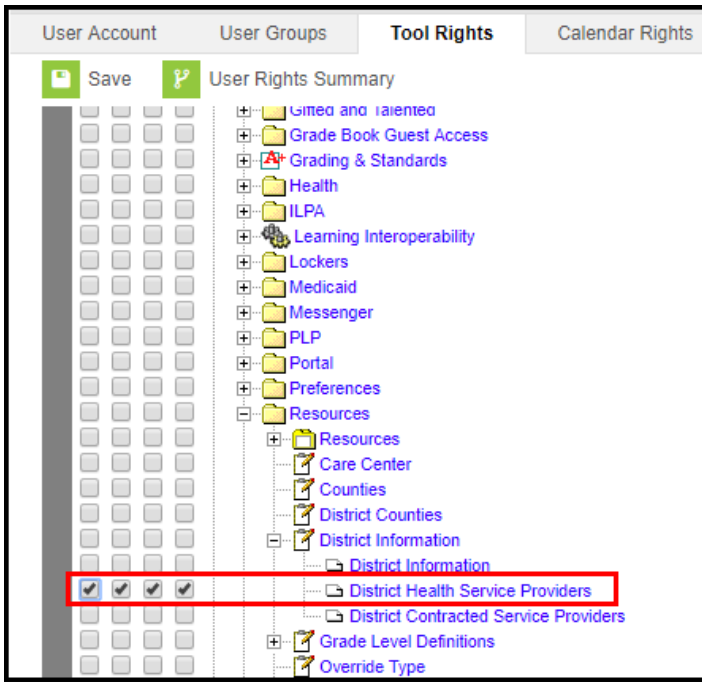 User Account User Groups Tool Rights Calendar Rights
Save User Rights Summary
Gifted and Talented
Grade Book Guest Access
A+ Grading & Standards
Health
ILPA
Learning Interoperability
Lockers
Medicaid
Messenger
PLP
Portal
Preferences
Resources
Resources
Care Center
Counties
District Counties
District Information
District Information
District Health Service Providers
District Contracted Service Providers
Grade Level Definitions
Override Type